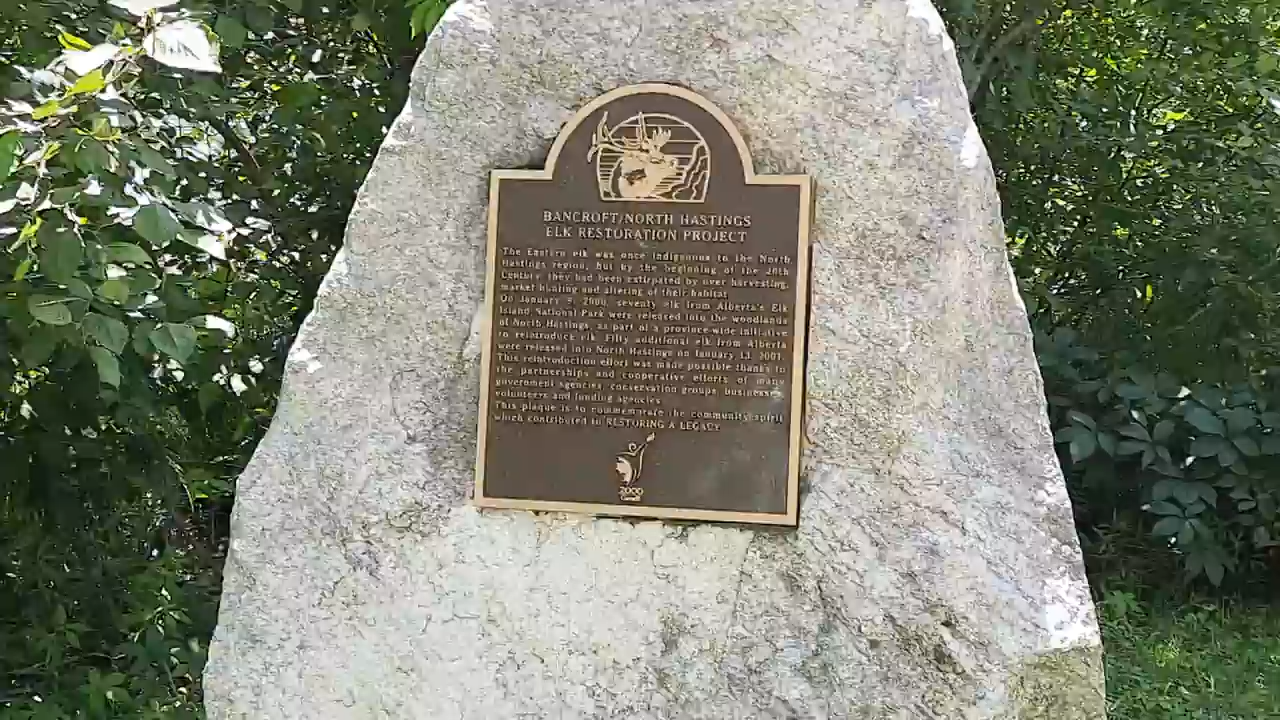 BANCROFT/NORTH HASTINGS
ELK RESTORATION PROJECT
The Eastern elk was once indigenous to the North
Hastings region, but by the beginning of the 20th
Century they had been extirpated by over harvesting,
market hunting and altering of their habitat.
On January 9, 2000, seventy elk from Alberta's Elk
Island National Park were released into the woodlands
of North Hastings, as part of a province-wide initiative
to reintroduce elk. Fifty additional elk from Alberta
were released into North Hastings on January 13, 2001.
This reintroduction effort was made possible thanks to
the partnerships and cooperative efforts of many
government agencies, conservation groups, businesses,
volunteers and funding agencies.
This plaque is to commemorate the community spirit
which contributed to RESTORING A LEGACY
2000
Canada